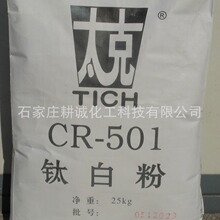 太克
TICH
石家庄耕诚化工科技有限公司
CR-501
钛白粉
净 重: 25kg
批 号: